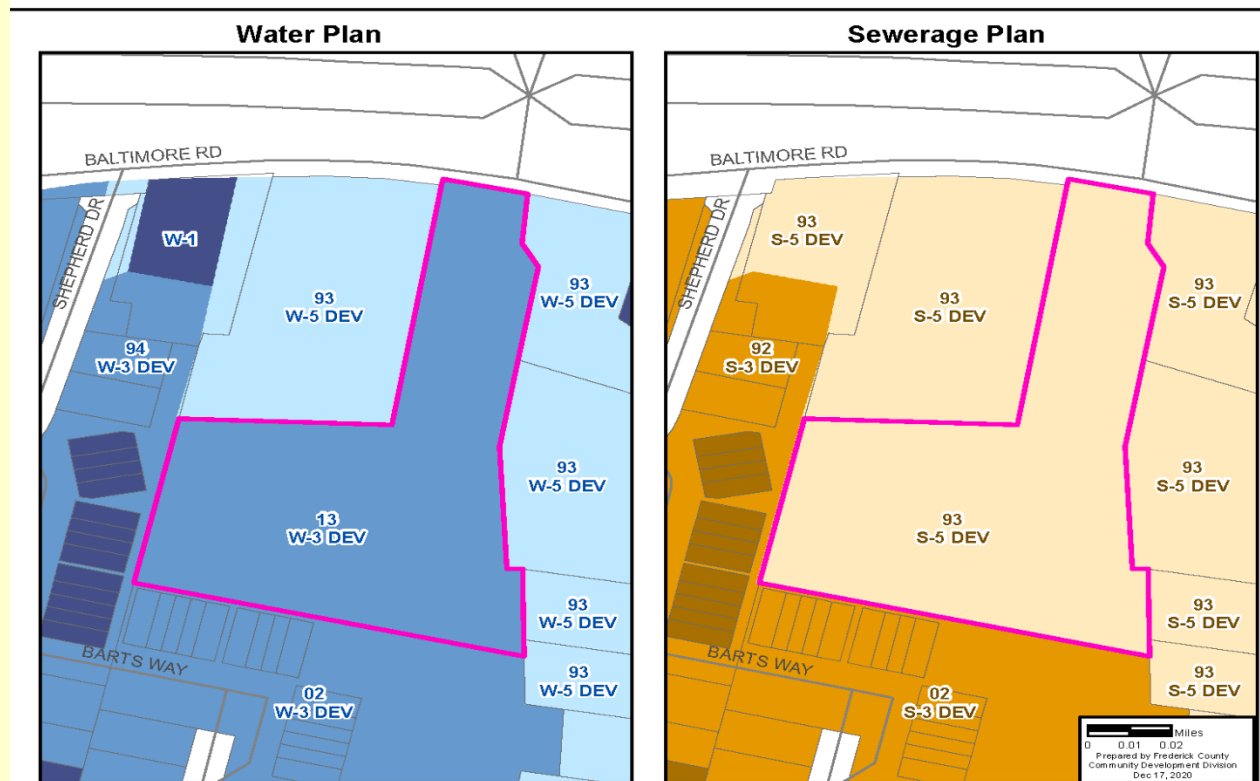 Water Plan
BALTIMORE RD
SHEPHERD DR
W-1
93
W-5 DEV
93
W-5 DEV
94
W-3 DEV
93
W-5 DEV
13
W-3 DEV
93
W-5 DEV
BARTS WAY
93
W-5 DEV
02
W-3 DEV
Sewerage Plan
BALTIMORE RD
SHEPHERD DR
93
S-5 DEV
93
S-5 DEV
93
S-5 DEV
92
S-3 DEV
93
S-5 DEV
93
S-5 DEV
93
S-5 DEV
BARTS WAY
93
S-5 DEV
02
S-3 DEV
Miles
0 0.01 0.02
Prepared by Frederick County
Community Development Division
Dec 17, 2020